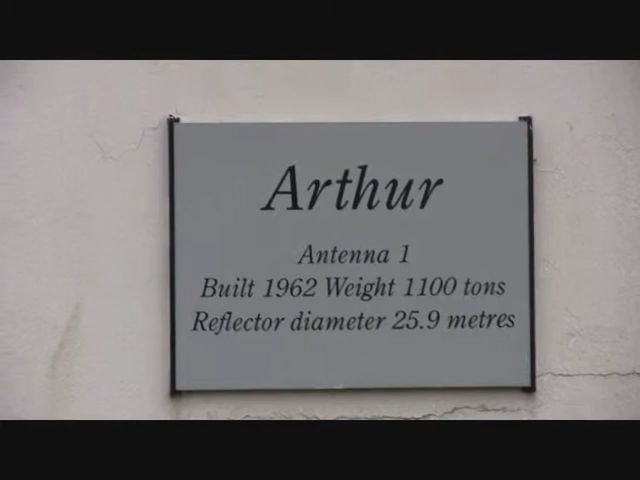 Arthur
Antenna 1
Built 1962 Weight 1100 tons
Reflector diameter 25.9 metres